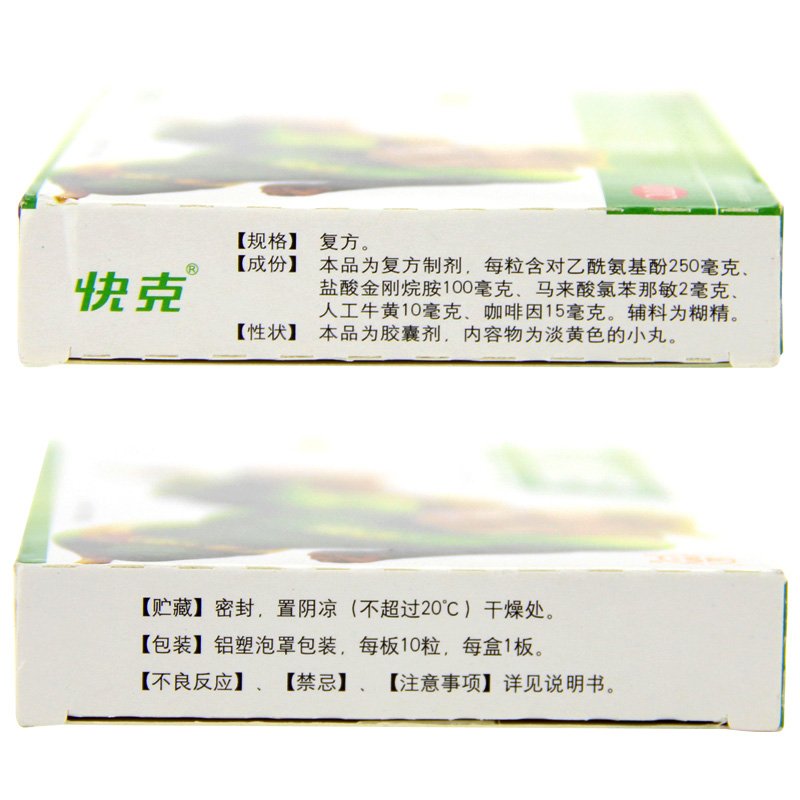 快克®
【规格】 复方。
【成份】 本品为复方制剂，每粒含对乙酰氨基酚250毫克、
盐酸金刚烷胺100毫克、马来酸氯苯那敏2毫克、
人工牛黄10毫克、咖啡因15毫克。辅料为糊精。
【性状】 本品为胶囊剂，内容物为淡黄色的小丸。
【贮藏】密封，置阴凉（不超过20℃）干燥处。
【包装】铝塑泡罩包装，每板10粒，每盒1板。
【不良反应】、【禁忌】、【注意事项】详见说明书。